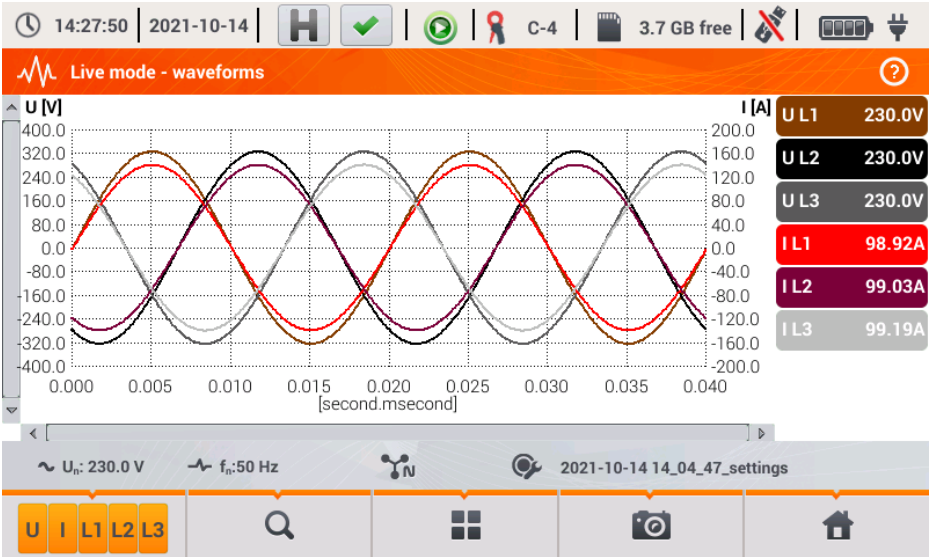 14:27:50 2021-10-14 H C-4 3.7 GB free
Live mode - waveforms ?
U [V] I [A]
400.0 200.0
320.0 160.0
240.0 120.0
160.0 80.0
80.0 40.0
0.0 0.0
-80.0 -40.0
-160.0 -80.0
-240.0 -120.0
-320.0 -160.0
-400.0 -200.0
0.000 0.005 0.010 0.015 0.020 0.025 0.030 0.035 0.040
[second.msecond]
U L1 230.0V
U L2 230.0V
U L3 230.0V
I L1 98.92A
I L2 99.03A
I L3 99.19A
Un: 230.0 V fn:50 Hz N 2021-10-14 14_04_47_settings
U I L1 L2 L3